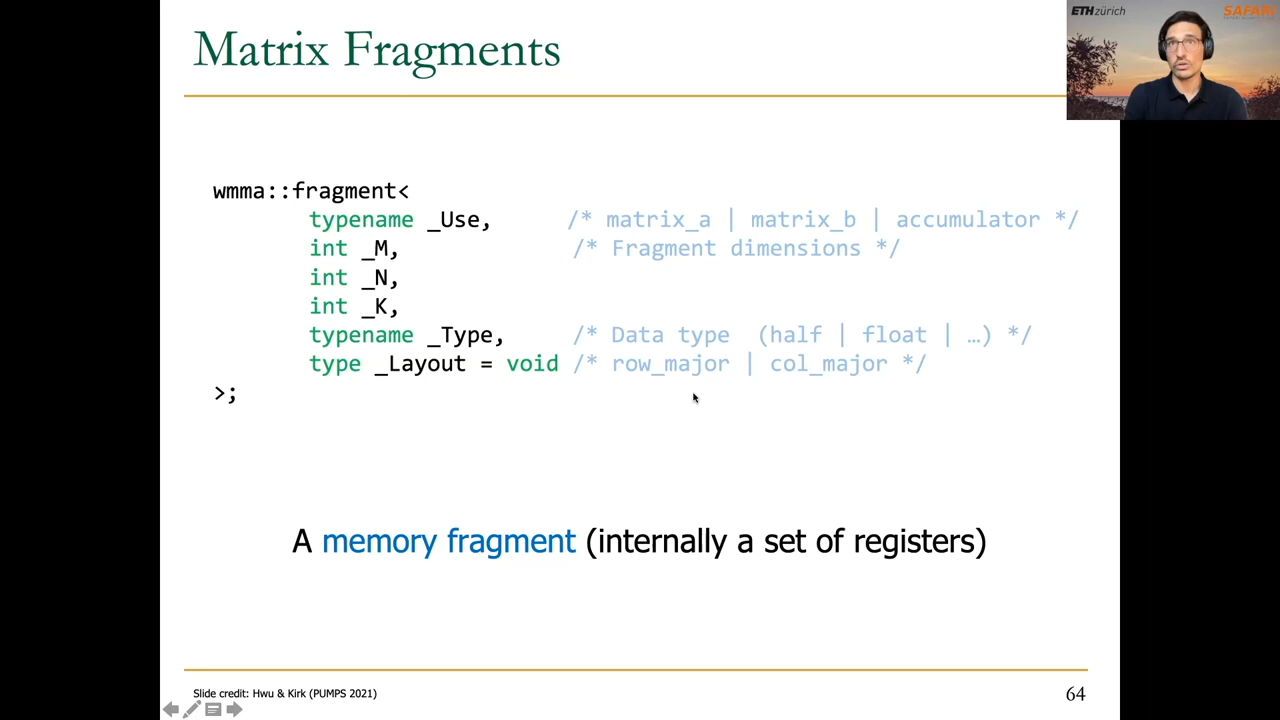 Matrix Fragments
ETHzürich
SAFARI
wmma::fragment<
typename _Use, /* matrix_a | matrix_b | accumulator */
int _M, /* Fragment dimensions */
int _N,
int _K,
typename _Type, /* Data type (half | float | …) */
type _Layout = void /* row_major | col_major */
>;
A memory fragment (internally a set of registers)
Slide credit: Hwu & Kirk (PUMPS 2021)
64